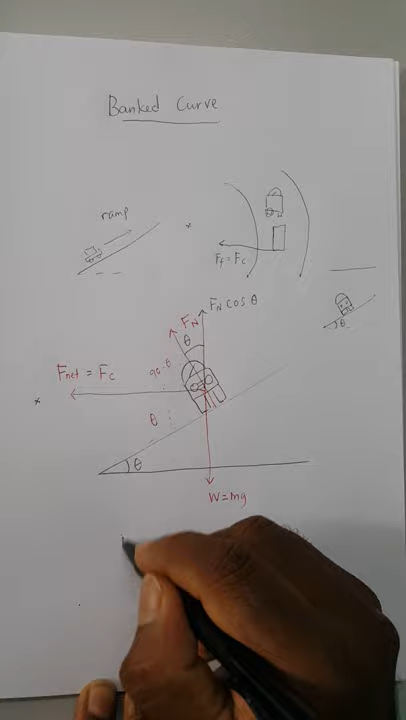 Banked Curve
ramp
Ff = Fc
FN
FN cos θ
θ
θ
90-θ
Fnet = Fc
θ
θ
W = mg